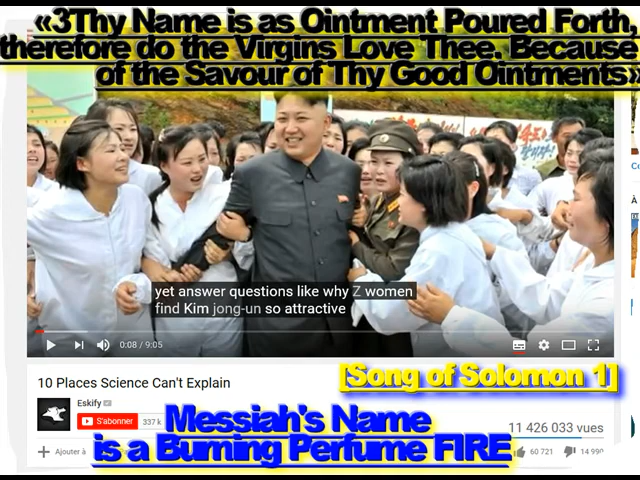 «3Thy Name is as Ointment Poured Forth,
therefore do the Virgins Love Thee. Because
of the Savour of Thy Good Ointments»
yet answer questions like why Z women
find Kim jong-un so attractive
0:08 / 9:05
10 Places Science Can't Explain
[Song of Solomon 1]
Eskify
S'abonner 337 k
Messiah's Name
11 426 033 vues
is a Burning Perfume FIRE
Ajouter à
60 721
14 990